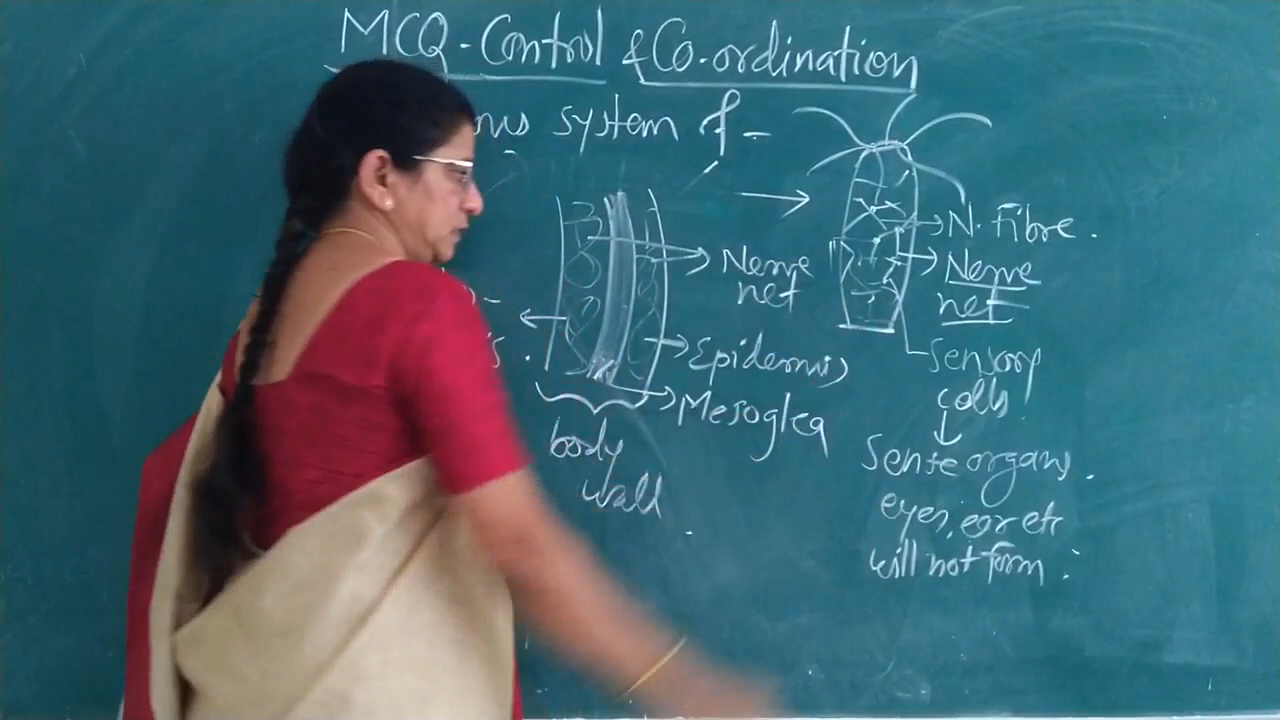 MCQ - Control & Co-ordination
ous system of -
N. Fibre.
Nerve
net
Nerve
net
s.
Epidermis
Mesoglea
body
wall
Sensory
cells
Sense organs.
eyes, ear etc
will not form.